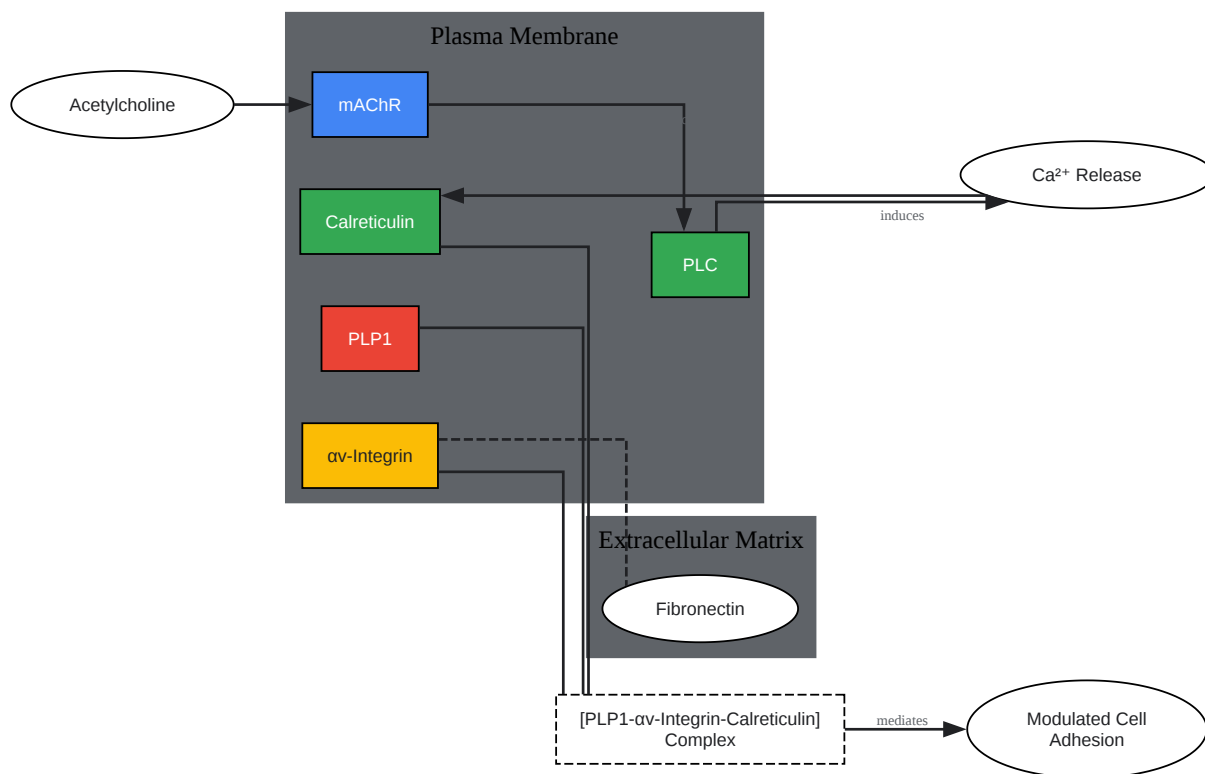 Plasma Membrane
Acetylcholine
mAChR
Ca²⁺ Release
Calreticulin
induces
PLC
PLP1
αv-Integrin
Extracellular Matrix
Fibronectin
[PLP1-αv-Integrin-Calreticulin]
Complex
mediates
Modulated Cell
Adhesion